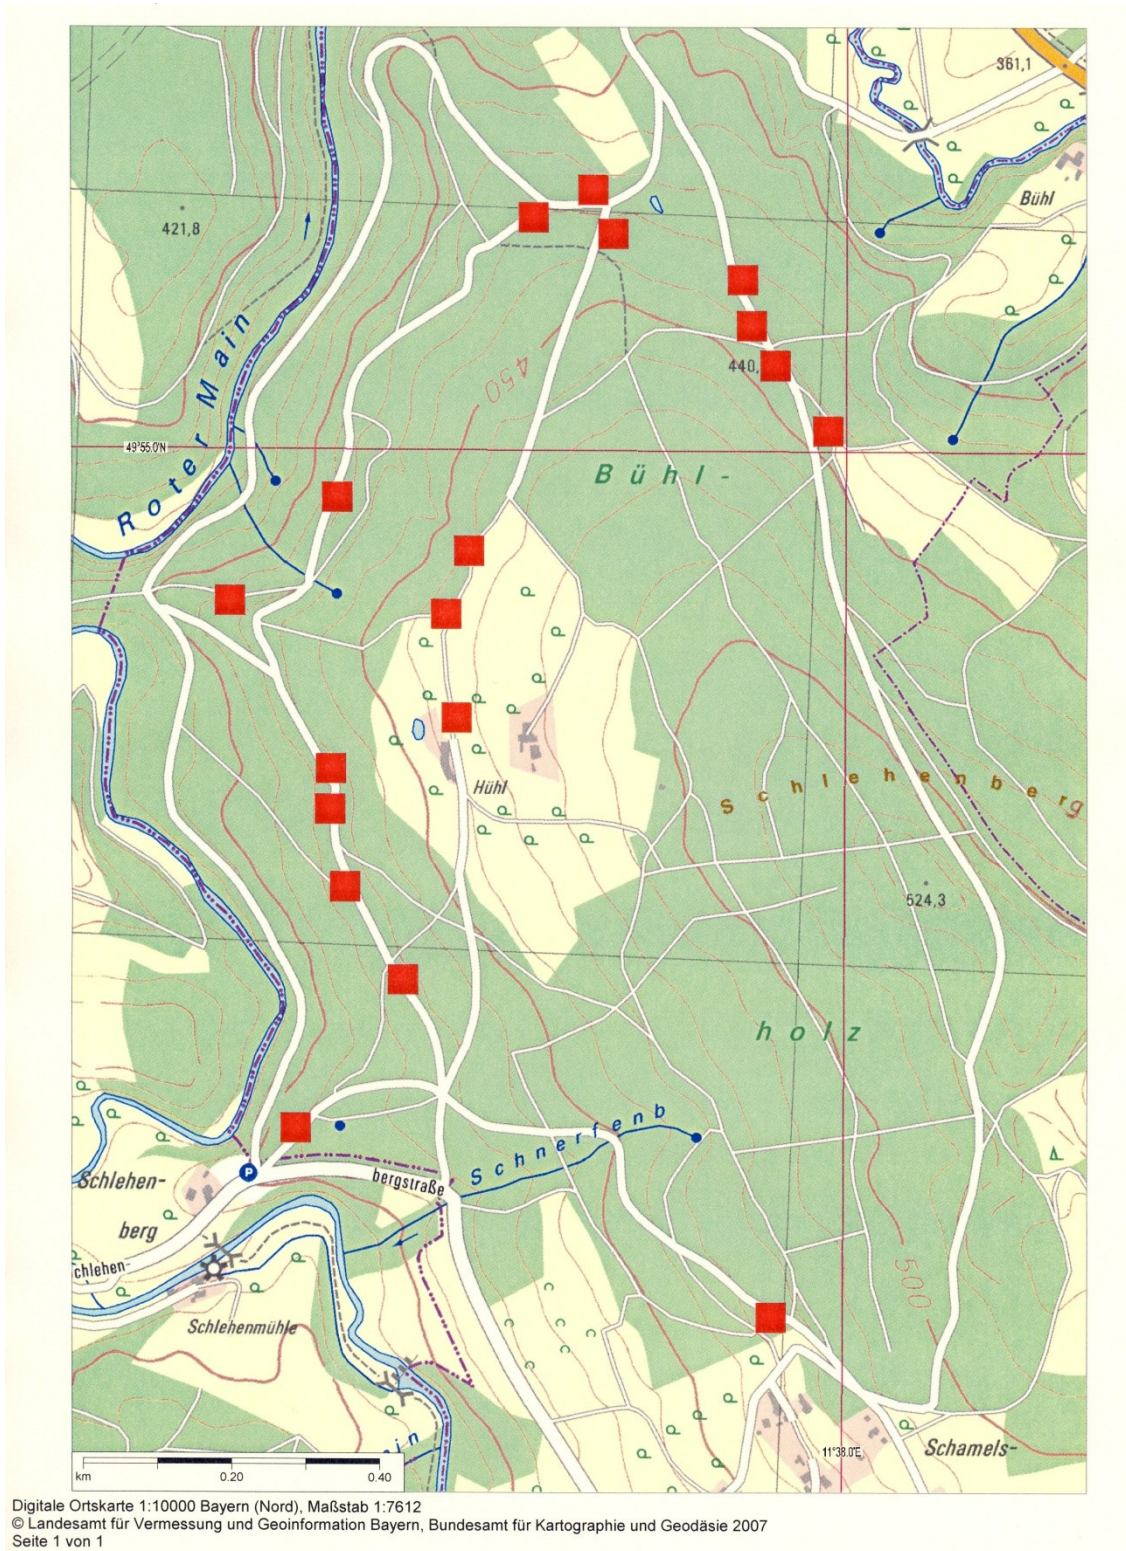 361,1
Bühl
421,8
Roter Main
450
440,
49°55.0'N
Bühl-
Hühl
Schlehenberg
524,3
holz
Schnerfenb
P
bergstraße
Schlehen-
berg
chlehen-
500
Schlehenmühle
ain
11°38.0'E
Schamels-
km 0.20 0.40
Digitale Ortskarte 1:10000 Bayern (Nord), Maßstab 1:7612
© Landesamt für Vermessung und Geoinformation Bayern, Bundesamt für Kartographie und Geodäsie 2007
Seite 1 von 1